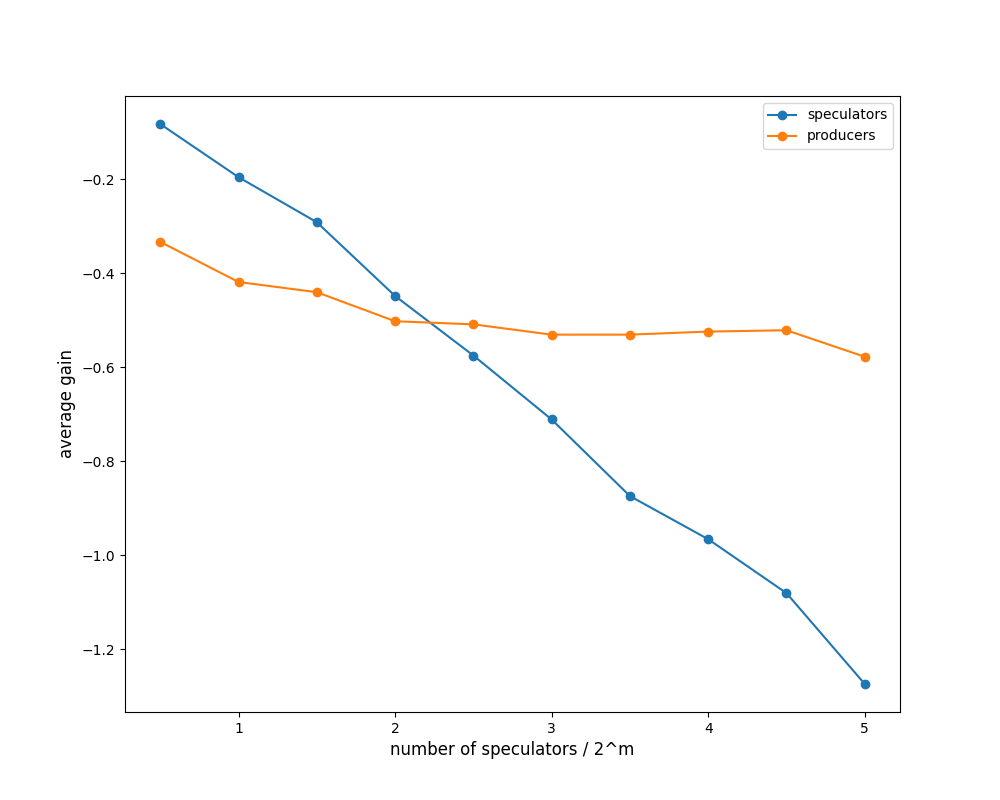 speculators
producers
−0.2
−0.4
−0.6
−0.8
−1.0
−1.2
average gain
1 2 3 4 5
number of speculators / 2^m